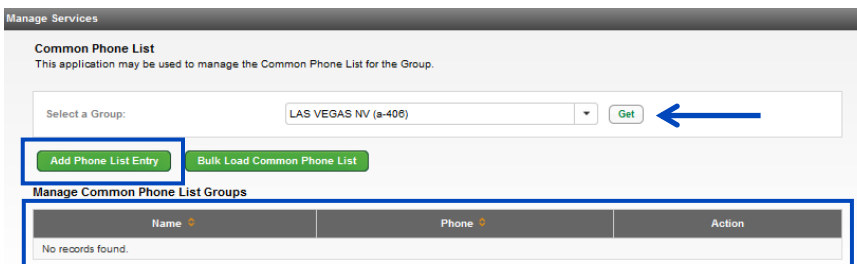 Manage Services
Common Phone List
This application may be used to manage the Common Phone List for the Group.
Select a Group: LAS VEGAS NV (a-406) Get
Add Phone List Entry Bulk Load Common Phone List
Manage Common Phone List Groups
Name Phone Action
No records found.